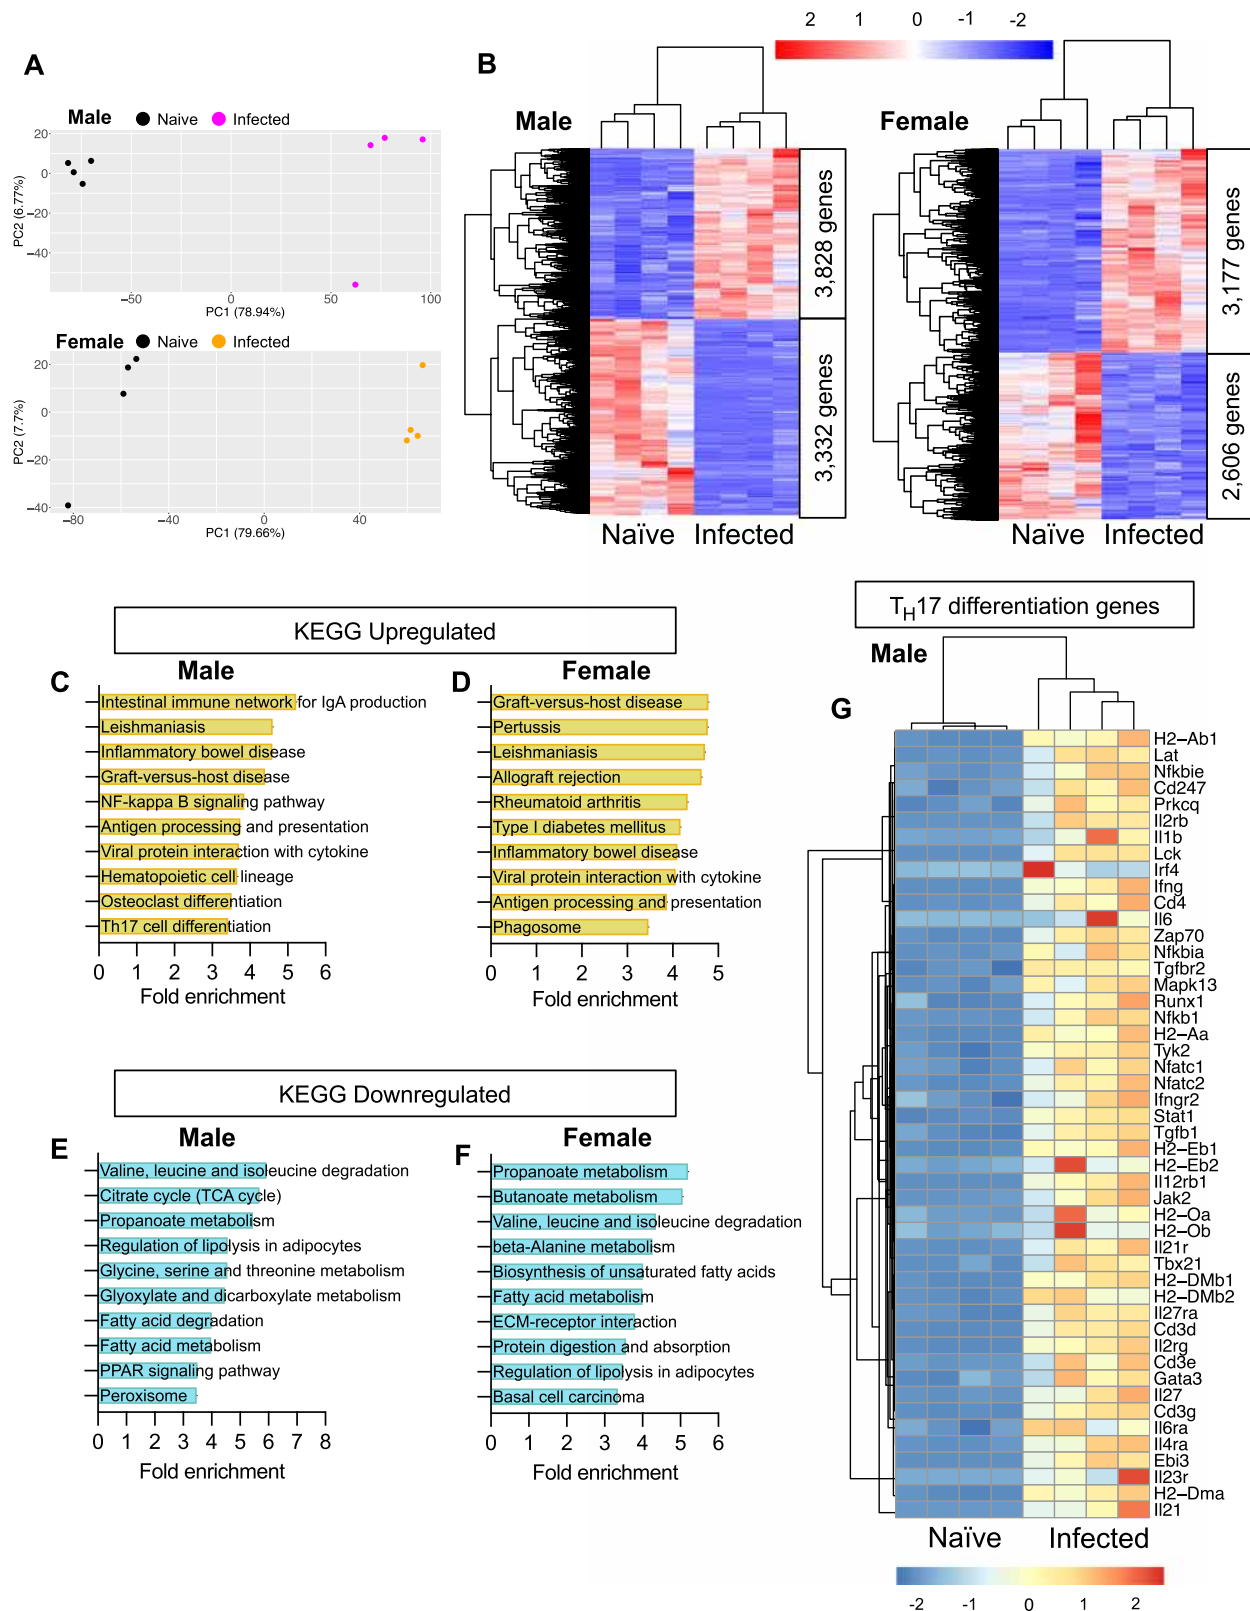 A
Male Naive Infected
20
0
−20
−40
PC2 (6.77%)
−50 0 50 100
PC1 (78.94%)
Female Naive Infected
20
0
−20
−40
PC2 (7.7%)
−80 −40 0 40
PC1 (79.66%)
B
2 1 0 -1 -2
Male
3,828 genes
3,332 genes
Naïve Infected
Female
3,177 genes
2,606 genes
Naïve Infected
KEGG Upregulated
C
Male
Intestinal immune network for IgA production
Leishmaniasis
Inflammatory bowel disease
Graft-versus-host disease
NF-kappa B signaling pathway
Antigen processing and presentation
Viral protein interaction with cytokine
Hematopoietic cell lineage
Osteoclast differentiation
Th17 cell differentiation
0 1 2 3 4 5 6
Fold enrichment
D
Female
Graft-versus-host disease
Pertussis
Leishmaniasis
Allograft rejection
Rheumatoid arthritis
Type I diabetes mellitus
Inflammatory bowel disease
Viral protein interaction with cytokine
Antigen processing and presentation
Phagosome
0 1 2 3 4 5
Fold enrichment
KEGG Downregulated
E
Male
Valine, leucine and isoleucine degradation
Citrate cycle (TCA cycle)
Propanoate metabolism
Regulation of lipolysis in adipocytes
Glycine, serine and threonine metabolism
Glyoxylate and dicarboxylate metabolism
Fatty acid degradation
Fatty acid metabolism
PPAR signaling pathway
Peroxisome
0 1 2 3 4 5 6 7 8
Fold enrichment
F
Female
Propanoate metabolism
Butanoate metabolism
Valine, leucine and isoleucine degradation
beta-Alanine metabolism
Biosynthesis of unsaturated fatty acids
Fatty acid metabolism
ECM-receptor interaction
Protein digestion and absorption
Regulation of lipolysis in adipocytes
Basal cell carcinoma
0 1 2 3 4 5 6
Fold enrichment
TH17 differentiation genes
Male
G
H2−Ab1
Lat
Nfkbie
Cd247
Prkcq
Il2rb
Il1b
Lck
Irf4
Ifng
Cd4
Il6
Zap70
Nfkbia
Tgfbr2
Mapk13
Runx1
Nfkb1
H2−Aa
Tyk2
Nfatc1
Nfatc2
Ifngr2
Stat1
Tgfb1
H2−Eb1
H2−Eb2
Il12rb1
Jak2
H2−Oa
H2−Ob
Il21r
Tbx21
H2−DMb1
H2−DMb2
Il27ra
Cd3d
Il2rg
Cd3e
Gata3
Il27
Cd3g
Il6ra
Il4ra
Ebi3
Il23r
H2−Dma
Il21
Naïve Infected
-2 -1 0 1 2